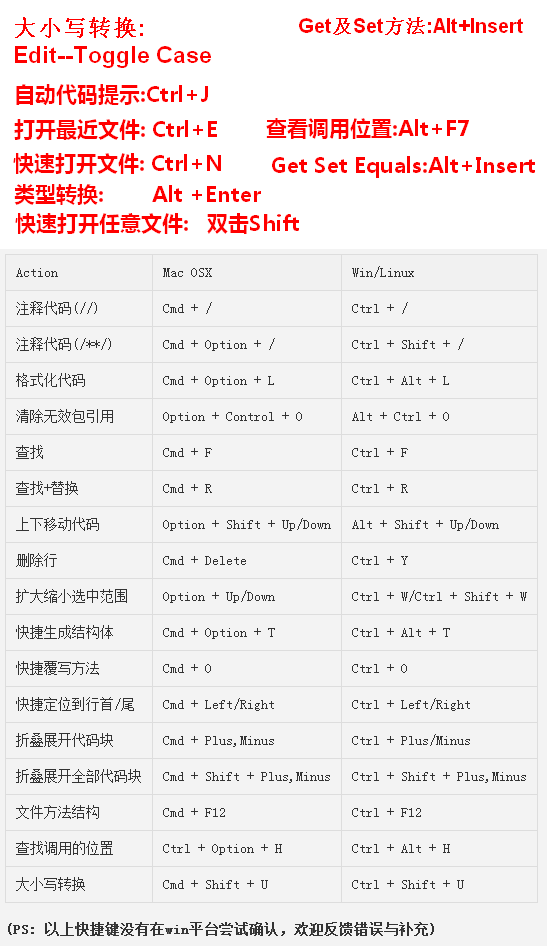 大小写转换: Get及Set方法:Alt+Insert
Edit--Toggle Case
自动代码提示:Ctrl+J
打开最近文件: Ctrl+E 查看调用位置:Alt+F7
快速打开文件: Ctrl+N Get Set Equals:Alt+Insert
类型转换: Alt +Enter
快速打开任意文件: 双击Shift
Action Mac OSX Win/Linux
注释代码(//) Cmd + / Ctrl + /
注释代码(/**/) Cmd + Option + / Ctrl + Shift + /
格式化代码 Cmd + Option + L Ctrl + Alt + L
清除无效包引用 Option + Control + O Alt + Ctrl + O
查找 Cmd + F Ctrl + F
查找+替换 Cmd + R Ctrl + R
上下移动代码 Option + Shift + Up/Down Alt + Shift + Up/Down
删除行 Cmd + Delete Ctrl + Y
扩大缩小选中范围 Option + Up/Down Ctrl + W/Ctrl + Shift + W
快捷生成结构体 Cmd + Option + T Ctrl + Alt + T
快捷覆写方法 Cmd + O Ctrl + O
快捷定位到行首/尾 Cmd + Left/Right Ctrl + Left/Right
折叠展开代码块 Cmd + Plus,Minus Ctrl + Plus/Minus
折叠展开全部代码块 Cmd + Shift + Plus,Minus Ctrl + Shift + Plus,Minus
文件方法结构 Cmd + F12 Ctrl + F12
查找调用的位置 Ctrl + Option + H Ctrl + Alt + H
大小写转换 Cmd + Shift + U Ctrl + Shift + U
(PS: 以上快捷键没有在win平台尝试确认，欢迎反馈错误与补充)